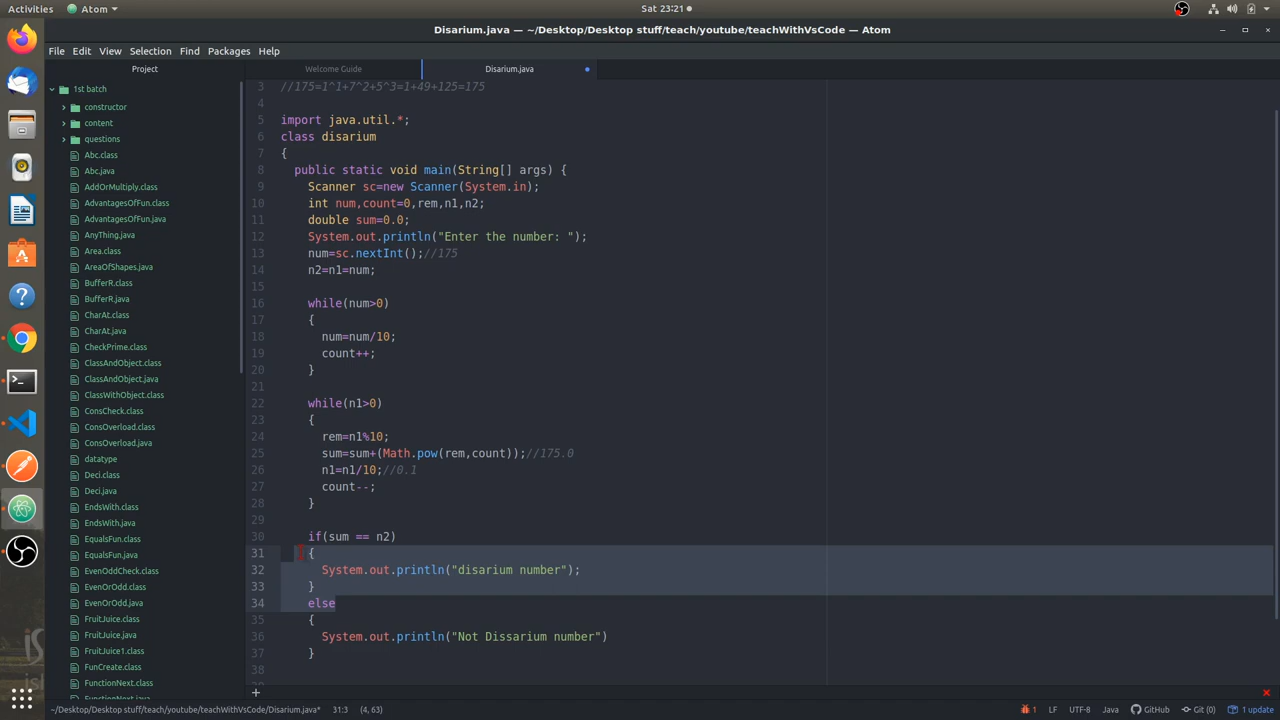 Activities
Atom
Sat 23:21
Disarium.java — ~/Desktop/Desktop stuff/teach/youtube/teachWithVsCode — Atom
File Edit View Selection Find Packages Help
Project
Welcome Guide
Disarium.java
1st batch
constructor
content
questions
Abc.class
Abc.java
AddOrMultiply.class
AdvantagesOfFun.class
AdvantagesOfFun.java
AnyThing.java
Area.class
AreaOfShapes.java
BufferR.class
BufferR.java
CharAt.class
CharAt.java
CheckPrime.class
ClassAndObject.class
ClassAndObject.java
ClassWithObject.class
ConsCheck.class
ConsOverload.class
ConsOverload.java
datatype
Deci.class
Deci.java
EndsWith.class
EndsWith.java
EqualsFun.class
EqualsFun.java
EvenOddCheck.class
EvenOrOdd.class
EvenOrOdd.java
FruitJuice.class
FruitJuice.java
FruitJuice1.class
FunCreate.class
FunctionNext.class
FunctionNext.java
3 //175=1^1+7^2+5^3=1+49+125=175
4
5 import java.util.*;
6 class disarium
7 {
8 public static void main(String[] args) {
9 Scanner sc=new Scanner(System.in);
10 int num,count=0,rem,n1,n2;
11 double sum=0.0;
12 System.out.println("Enter the number: ");
13 num=sc.nextInt();//175
14 n2=n1=num;
15
16 while(num>0)
17 {
18 num=num/10;
19 count++;
20 }
21
22 while(n1>0)
23 {
24 rem=n1%10;
25 sum=sum+(Math.pow(rem,count));//175.0
26 n1=n1/10;//0.1
27 count--;
28 }
29
30 if(sum == n2)
31 {
32 System.out.println("disarium number");
33 }
34 else
35 {
36 System.out.println("Not Dissarium number")
37 }
38
~/Desktop/Desktop stuff/teach/youtube/teachWithVsCode/Disarium.java* 31:3 (4, 63)
1 LF UTF-8 Java GitHub Git (0) 1 update